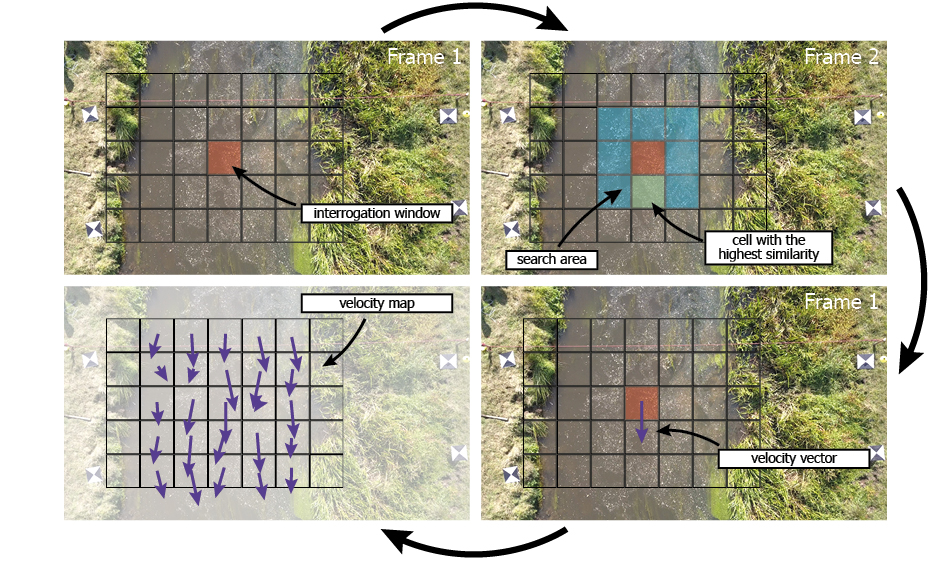 Frame 1
Frame 2
interrogation window
search area
cell with the
highest similarity
velocity map
Frame 1
velocity vector